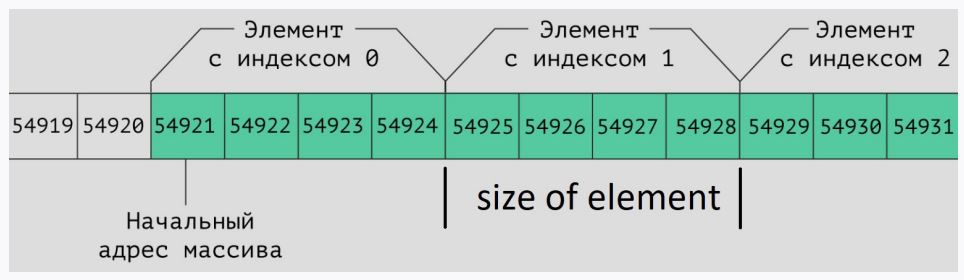 Элемент
с индексом 0
Элемент
с индексом 1
Элемент
с индексом 2
54919 54920 54921 54922 54923 54924 54925 54926 54927 54928 54929 54930 54931
size of element
Начальный
адрес массива